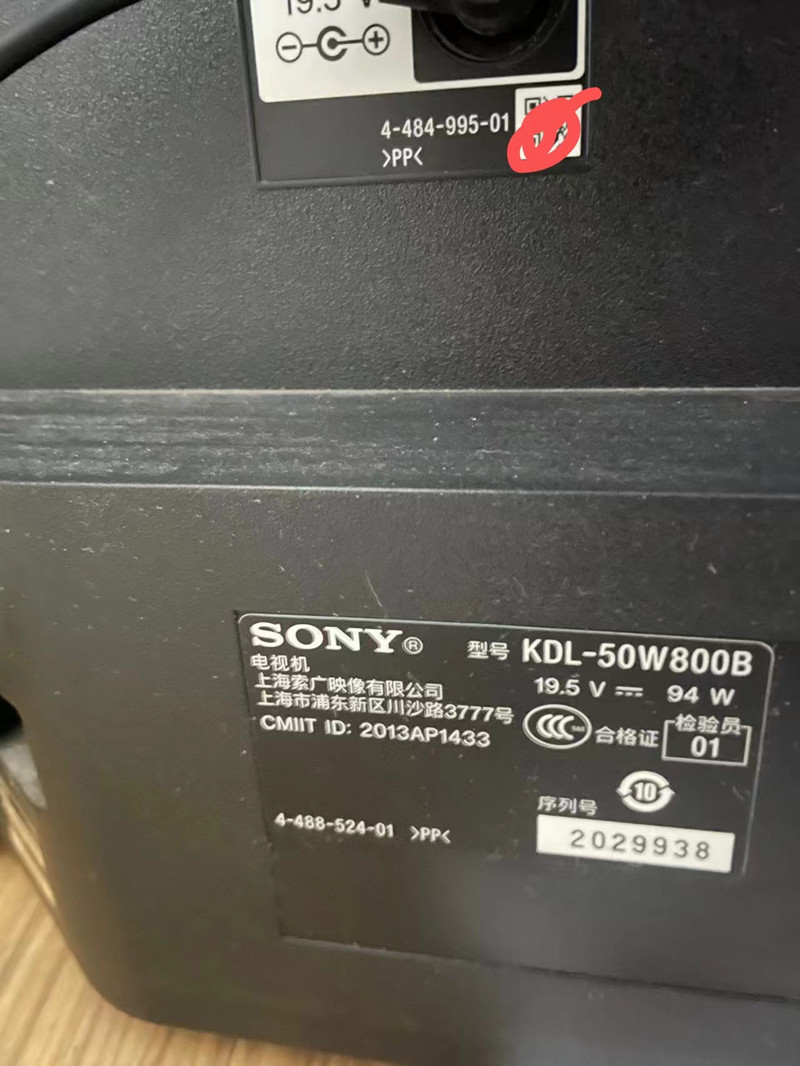 19.5 V
4-484-995-01
>PP<
SONY®
型号 KDL-50W800B
电视机
19.5 V 94 W
上海索广映像有限公司
上海市浦东新区川沙路3777号
CMIIT ID: 2013AP1433
CCC
合格证
检验员
01
10
序列号
4-488-524-01 >PP<
2029938